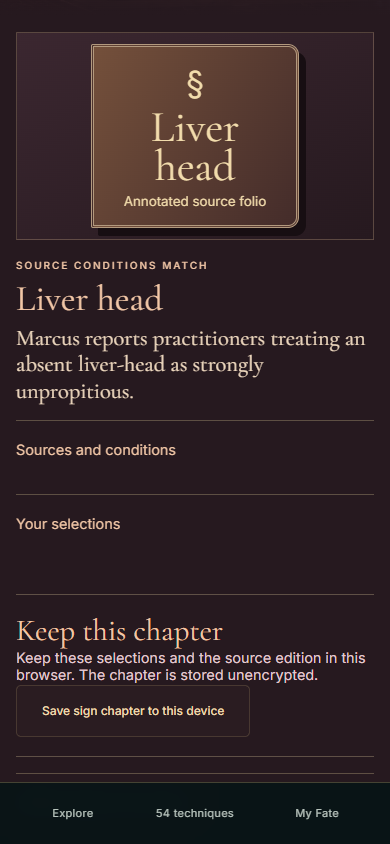 §
Liver
head
Annotated source folio
SOURCE CONDITIONS MATCH
Liver head
Marcus reports practitioners treating an
absent liver-head as strongly
unpropitious.
Sources and conditions
Your selections
Keep this chapter
Keep these selections and the source edition in this
browser. The chapter is stored unencrypted.
Save sign chapter to this device
Explore
54 techniques
My Fate